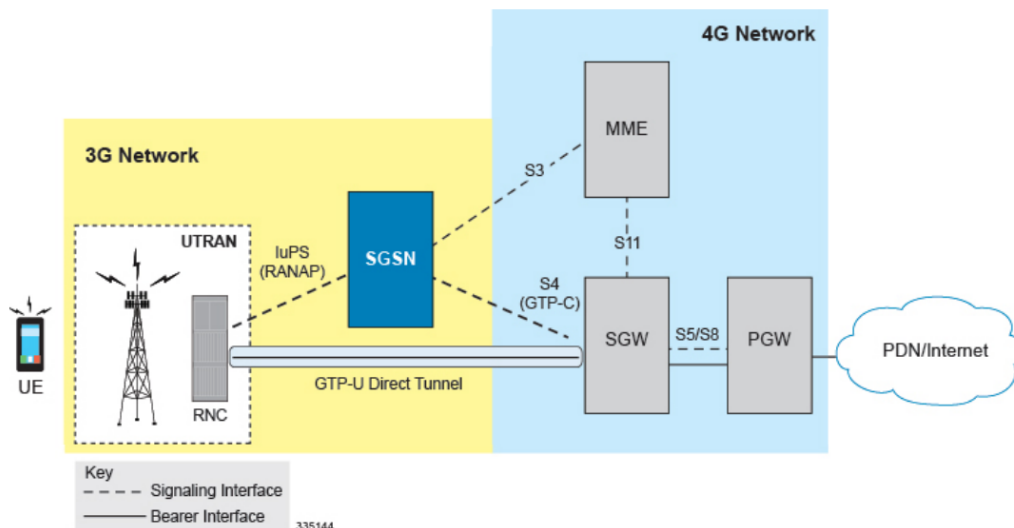 4G Network
MME
3G Network
S3
UTRAN
IuPS
(RANAP)
SGSN
S11
S4
(GTP-C)
SGW
S5/S8
PGW
PDN/Internet
UE
RNC
GTP-U Direct Tunnel
Key
Signaling Interface
Bearer Interface
335144